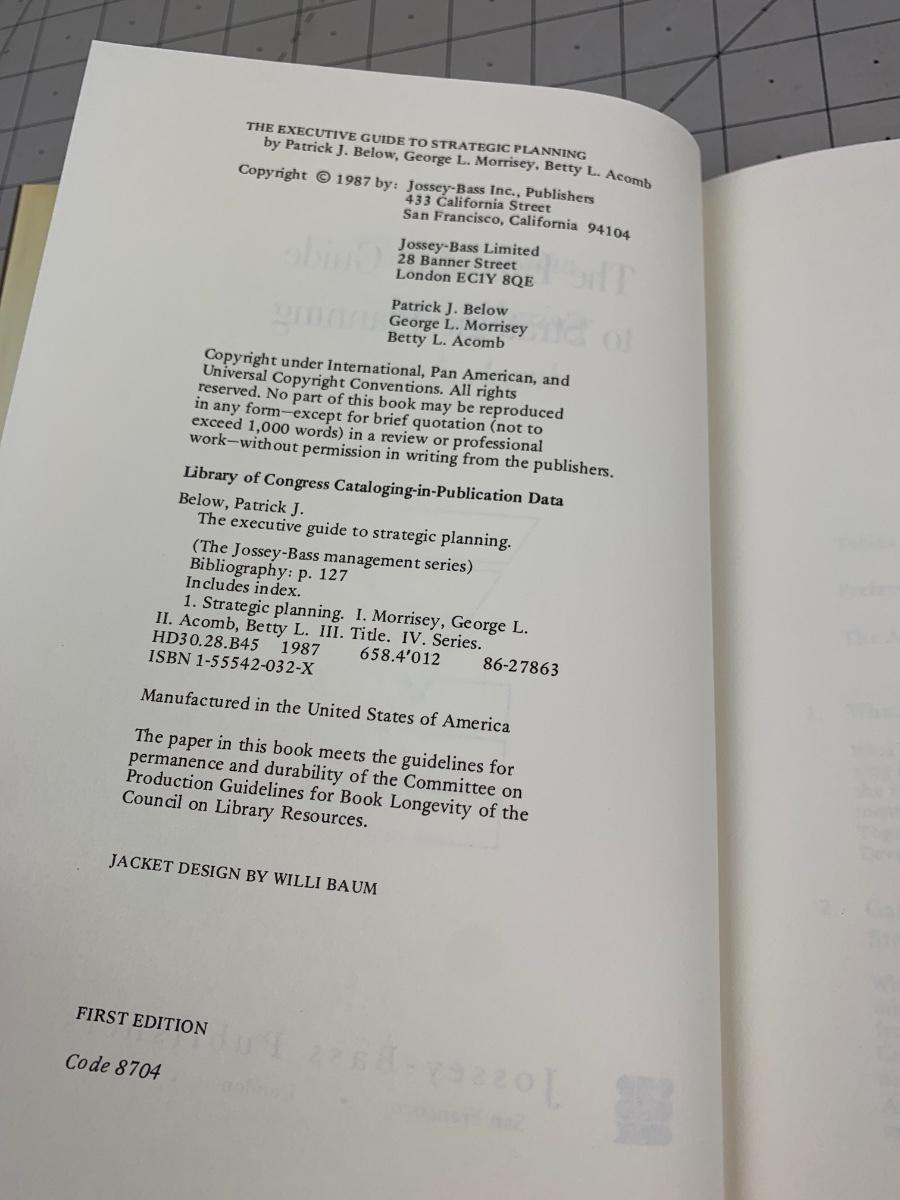 THE EXECUTIVE GUIDE TO STRATEGIC PLANNING
by Patrick J. Below, George L. Morrisey, Betty L. Acomb
Copyright © 1987 by: Jossey-Bass Inc., Publishers
433 California Street
San Francisco, California 94104
Jossey-Bass Limited
28 Banner Street
London EC1Y 8QE
Patrick J. Below
George L. Morrisey
Betty L. Acomb
Copyright under International, Pan American, and
Universal Copyright Conventions. All rights
reserved. No part of this book may be reproduced
in any form—except for brief quotation (not to
exceed 1,000 words) in a review or professional
work—without permission in writing from the publishers.
Library of Congress Cataloging-in-Publication Data
Below, Patrick J.
The executive guide to strategic planning.
(The Jossey-Bass management series)
Bibliography: p. 127
Includes index.
1. Strategic planning. I. Morrisey, George L.
II. Acomb, Betty L. III. Title. IV. Series.
HD30.28.B45 1987 658.4′012 86-27863
ISBN 1-55542-032-X
Manufactured in the United States of America
The paper in this book meets the guidelines for
permanence and durability of the Committee on
Production Guidelines for Book Longevity of the
Council on Library Resources.
JACKET DESIGN BY WILLI BAUM
FIRST EDITION
Code 8704